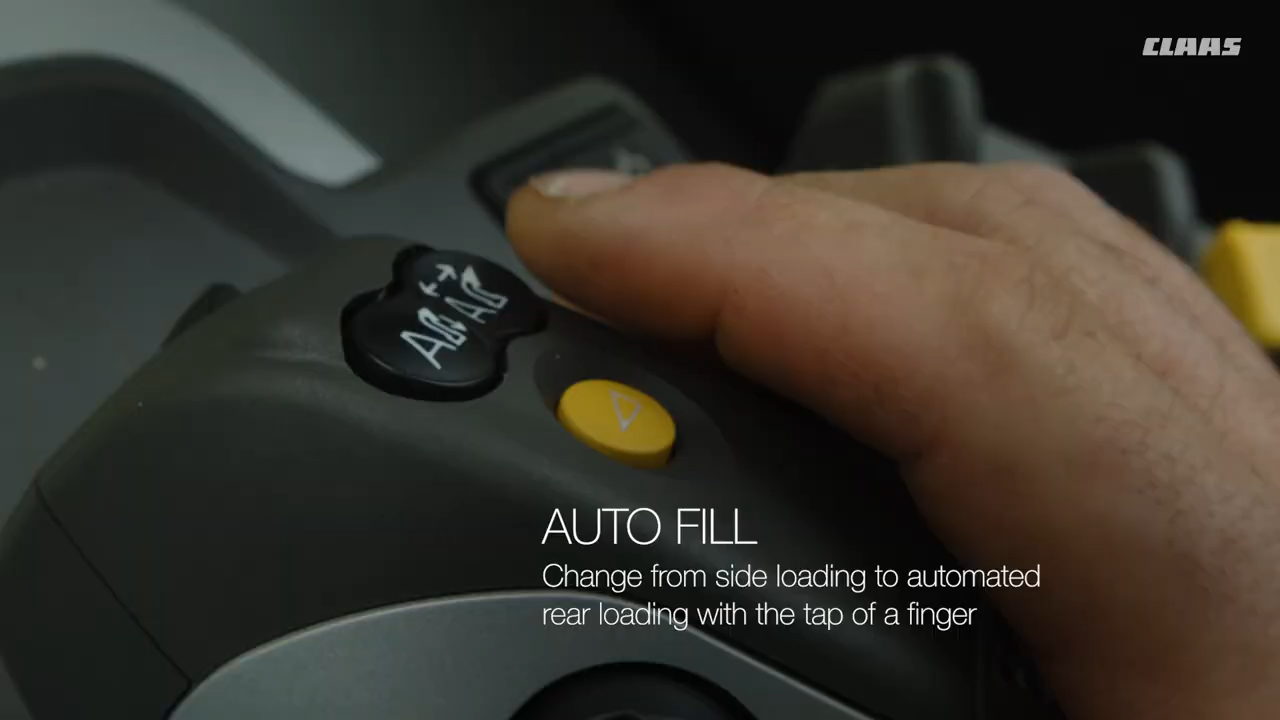 CLAAS
AUTO FILL
Change from side loading to automated
rear loading with the tap of a finger